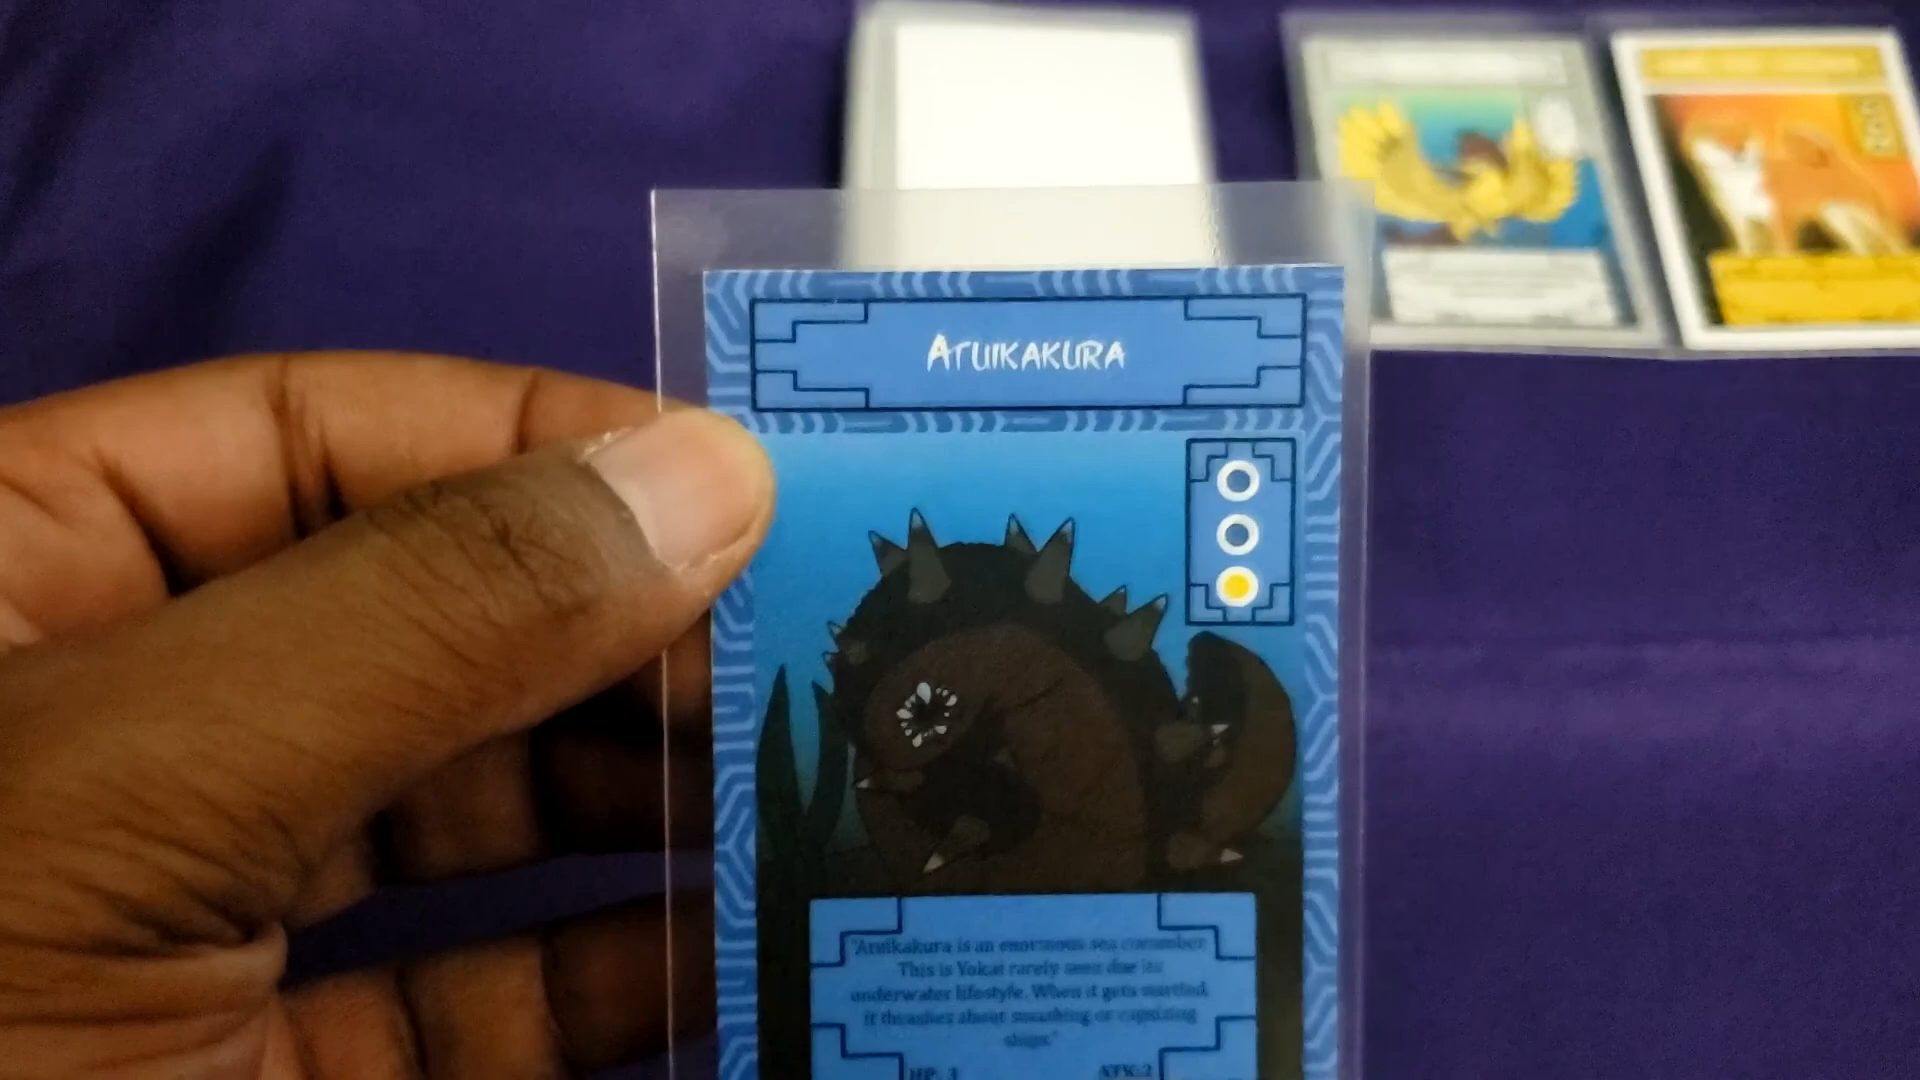 ATUIKAKURA
"Atuikakura is an enormous sea cucumber.
This is Yokai rarely seen due its
underwater lifestyle. When it gets startled,
it thrashes about smashing or capsizing
ships."
HP: 3 ATK:2